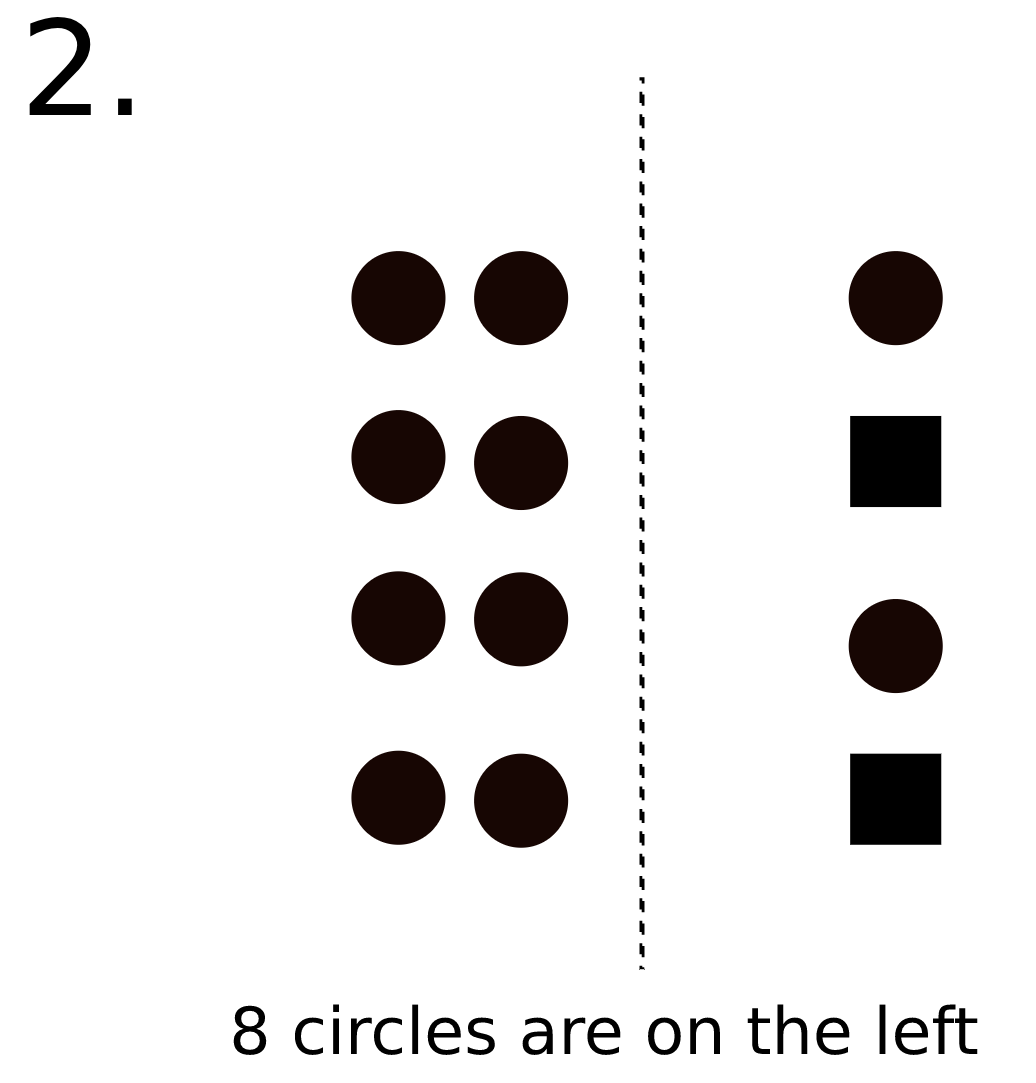 2.
8 circles are on the left